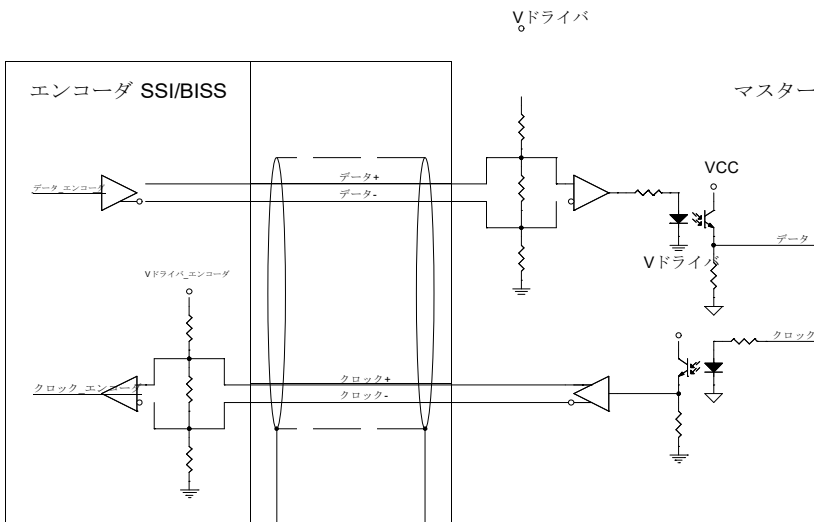 Vドライバ
エンコーダ SSI/BISS
マスター
VCC
データ_エンコーダ
データ+
データ-
データ
Vドライバ
Vドライバ_エンコーダ
クロック
クロック+
クロック_エンコーダ
クロック-